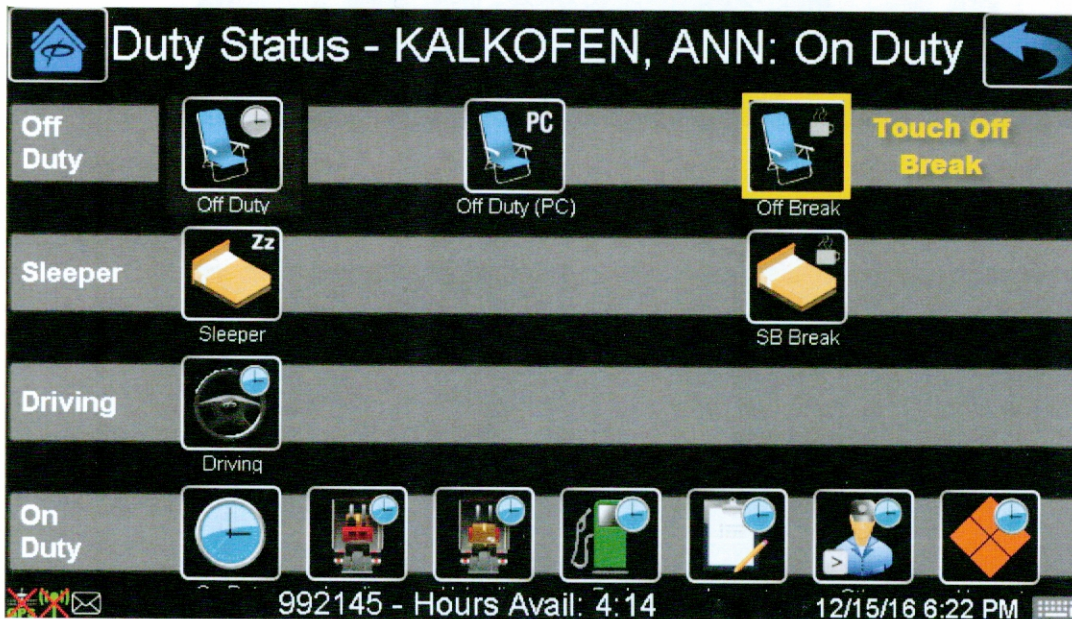 Duty Status - KALKOFEN, ANN: On Duty
Off Duty
PC
Touch Off Break
Off Duty
Off Duty (PC)
Off Break
Sleeper
Zz
Sleeper
SB Break
Driving
Driving
On Duty
>
GPS
992145 - Hours Avail: 4:14
12/15/16 6:22 PM